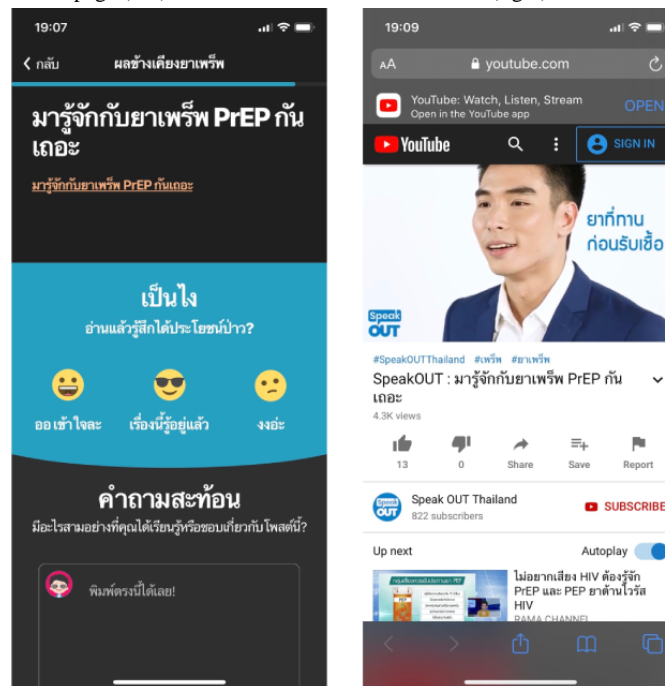 19:07
กลับ
ผลข้างเคียงยาเพร็พ
มารู้จักกับยาเพร็พ PrEP กัน
เถอะ
มารู้จักกับยาเพร็พ PrEP กันเถอะ
เป็นไง
อ่านแล้วรู้สึกได้ประโยชน์ป่าว?
ออ เข้าใจละ
เรื่องนี้รู้อยู่แล้ว
งงอ่ะ
คำถามสะท้อน
มีอะไรสามอย่างที่คุณได้เรียนรู้หรือชอบเกี่ยวกับโพสต์นี้?
พิมพ์ตรงนี้ได้เลย!
19:09
AA
youtube.com
YouTube: Watch, Listen, Stream
Open in the YouTube app
OPEN
YouTube
SIGN IN
ยาที่ทาน
ก่อนรับเชื้อ
Speak
OUT
#SpeakOUTThailand #เพร็พ #ยาเพร็พ
SpeakOUT : มารู้จักกับยาเพร็พ PrEP กัน
เถอะ
4.3K views
13
0
Share
Save
Report
Speak
OUT
Speak OUT Thailand
822 subscribers
SUBSCRIBE
Up next
Autoplay
PEP
ไม่อยากเสี่ยง HIV ต้องรู้จัก
PrEP และ PEP ยาต้านไวรัส
HIV
RAMA CHANNEL